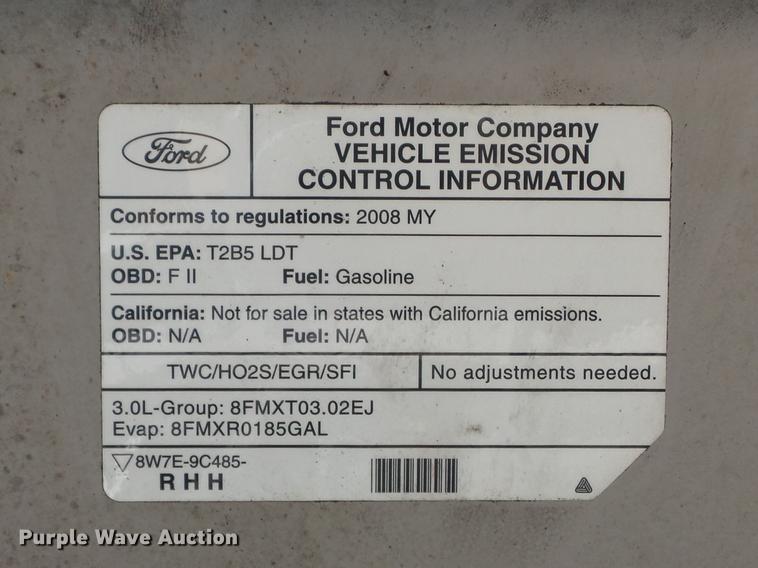 Ford
Ford Motor Company
VEHICLE EMISSION
CONTROL INFORMATION
Conforms to regulations: 2008 MY
U.S. EPA: T2B5 LDT
OBD: F II Fuel: Gasoline
California: Not for sale in states with California emissions.
OBD: N/A Fuel: N/A
TWC/HO2S/EGR/SFI No adjustments needed.
3.0L-Group: 8FMXT03.02EJ
Evap: 8FMXR0185GAL
8W7E-9C485-
RHH
Purple Wave Auction